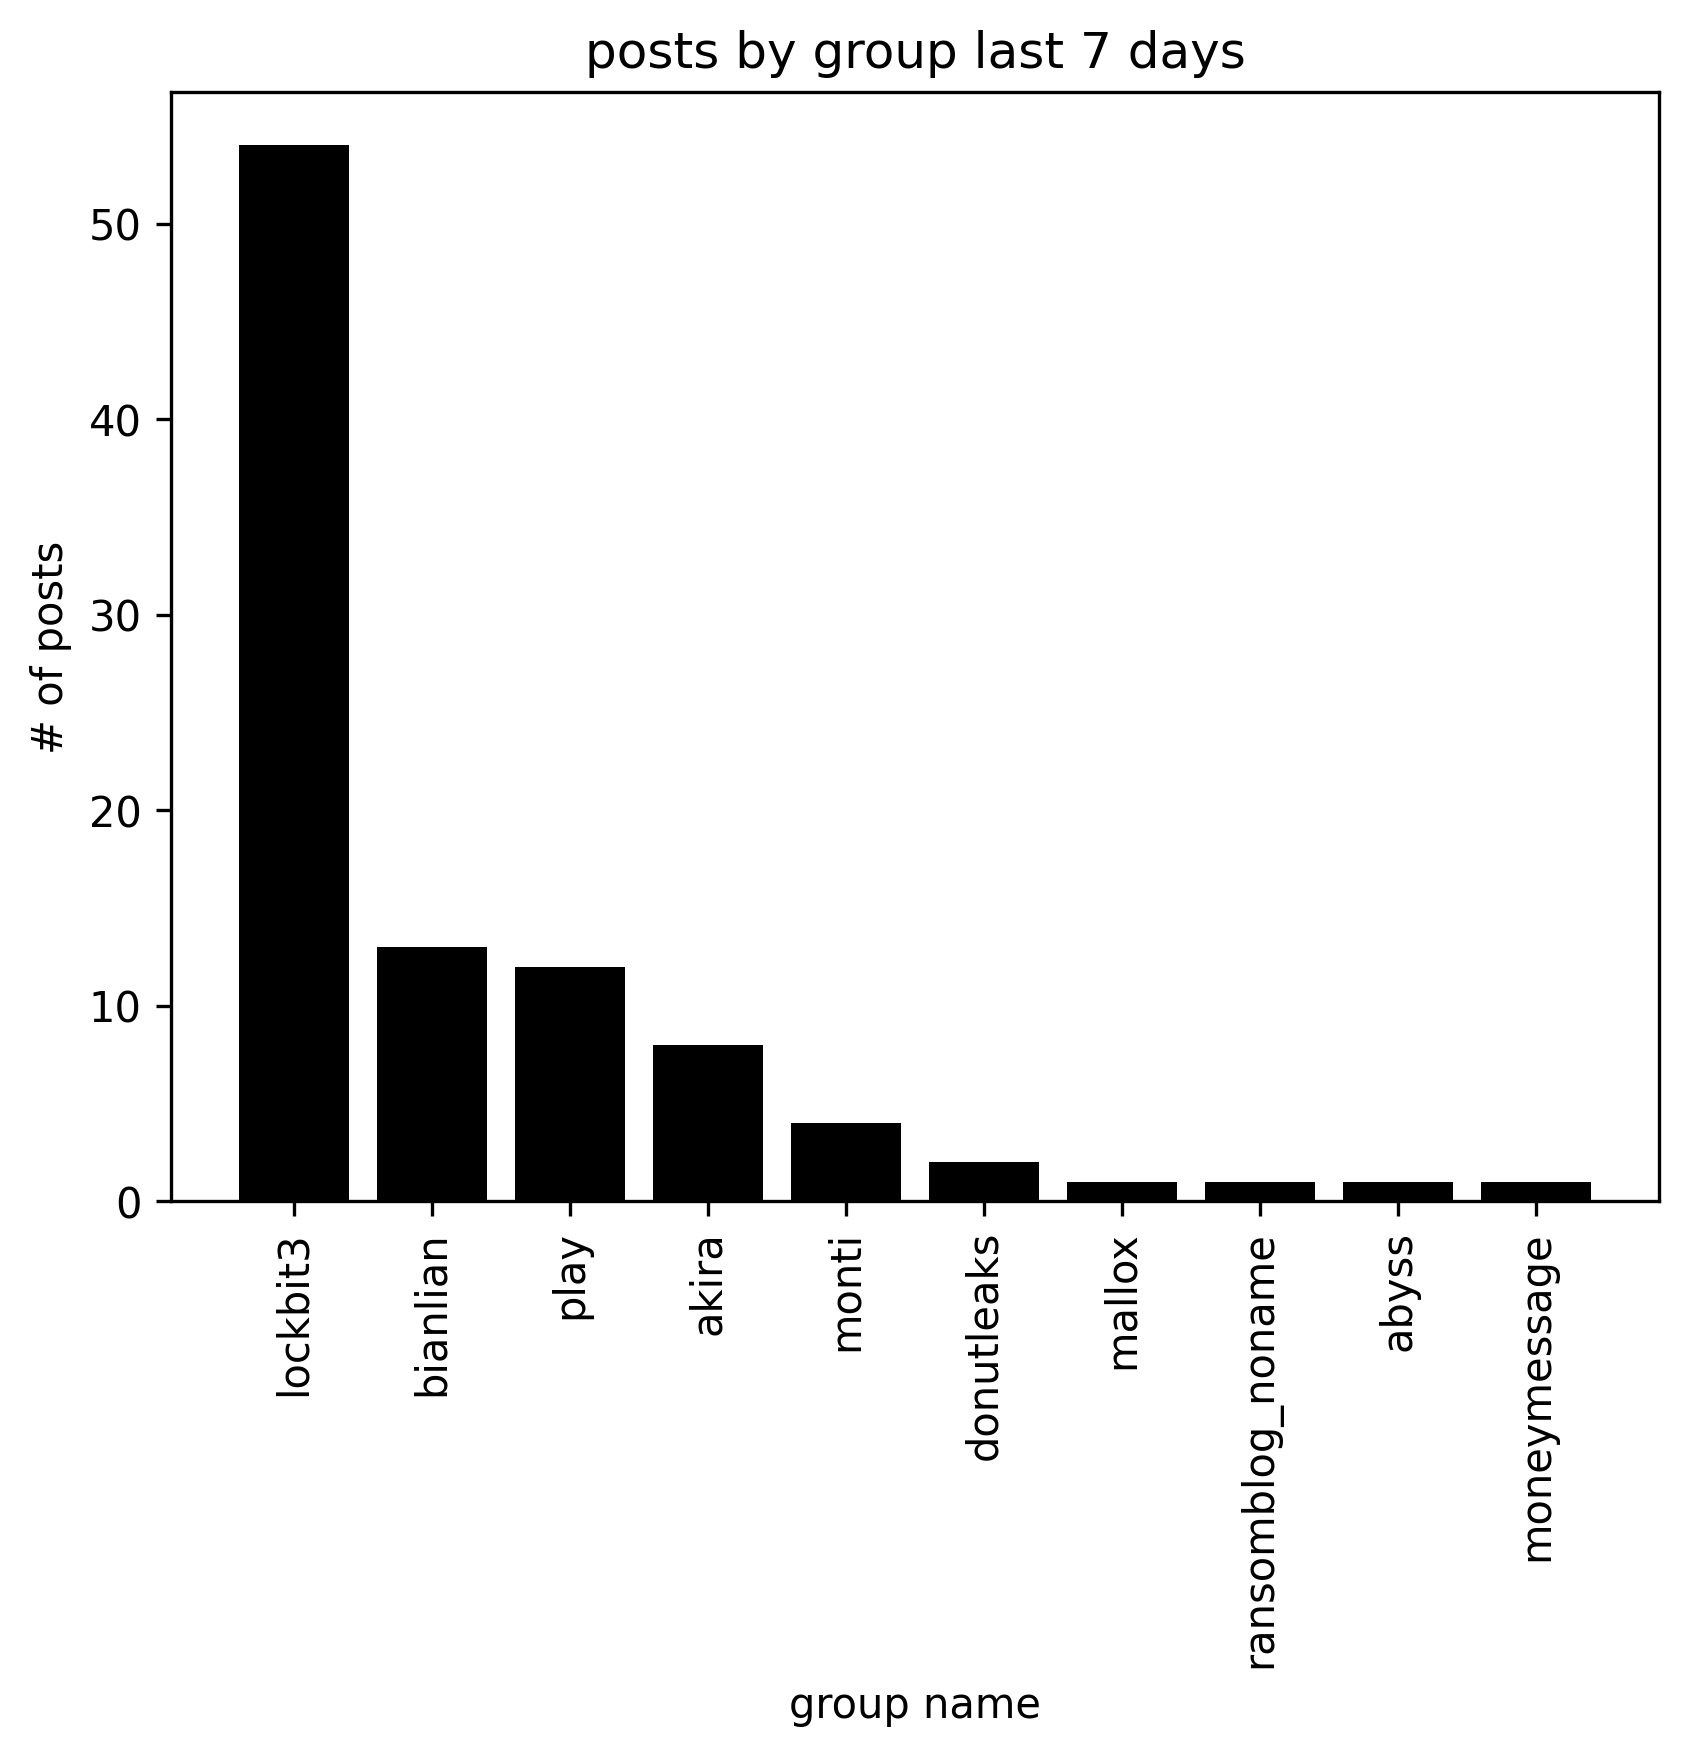 posts by group last 7 days
# of posts
50
40
30
20
10
0
lockbit3
bianlian
play
akira
monti
donutleaks
mallox
ransomblog_noname
abyss
moneymessage
group name